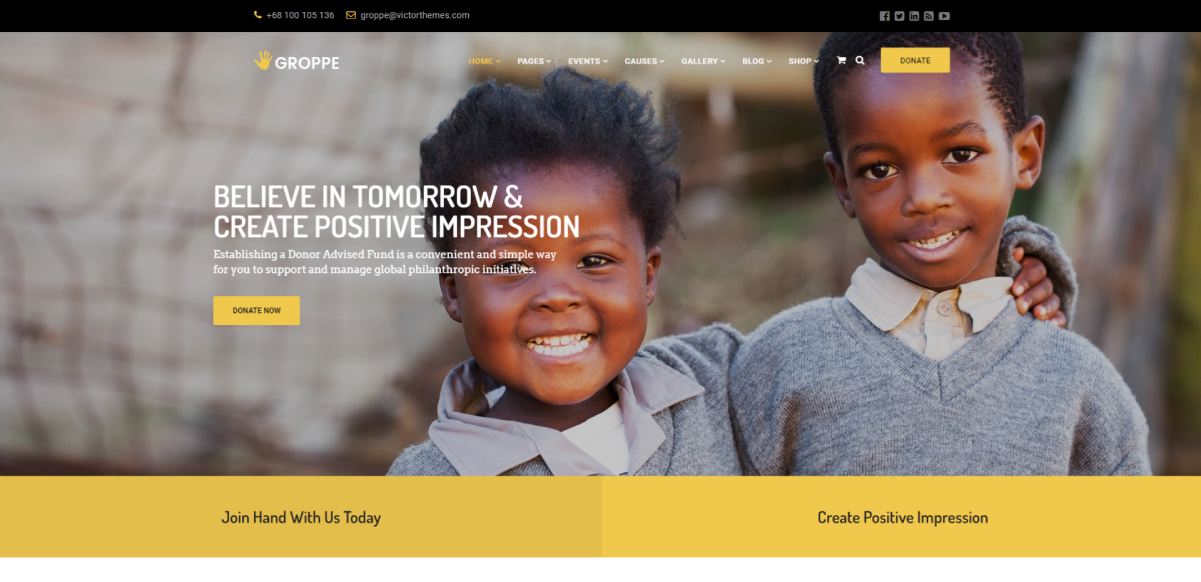 +68 100 105 136 groppe@victorthemes.com
GROPPE
HOME PAGES EVENTS CAUSES GALLERY BLOG SHOP DONATE
BELIEVE IN TOMORROW &
CREATE POSITIVE IMPRESSION
Establishing a Donor Advised Fund is a convenient and simple way
for you to support and manage global philanthropic initiatives.
DONATE NOW
Join Hand With Us Today
Create Positive Impression